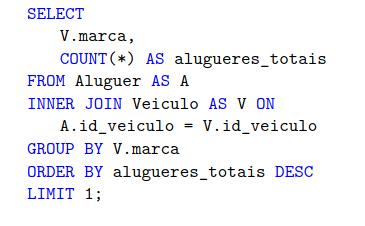 SELECT
V.marca,
COUNT(*) AS alugueres_totais
FROM Aluguer AS A
INNER JOIN Veiculo AS V ON
A.id_veiculo = V.id_veiculo
GROUP BY V.marca
ORDER BY alugueres_totais DESC
LIMIT 1;